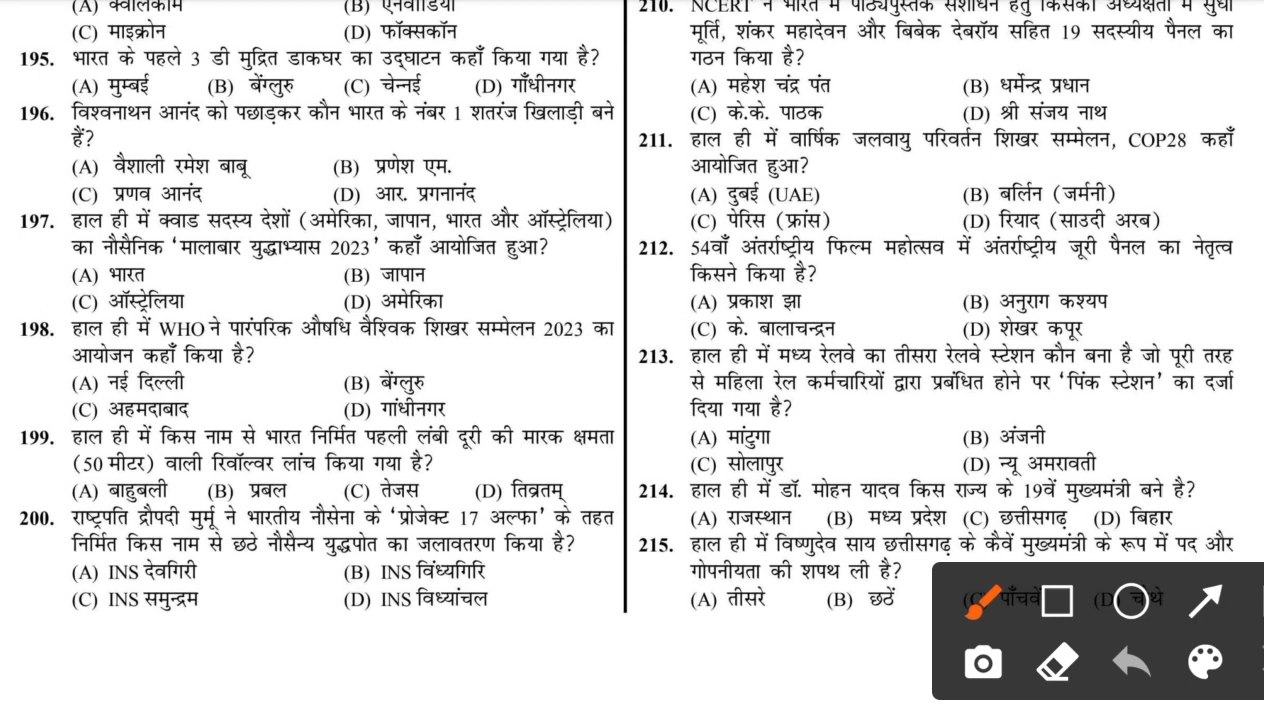 (A) क्वालकॉम (B) एनवीडिया
(C) माइक्रोन (D) फॉक्सकॉन
195. भारत के पहले 3 डी मुद्रित डाकघर का उद्घाटन कहाँ किया गया है?
(A) मुम्बई (B) बेंग्लुरु (C) चेन्नई (D) गाँधीनगर
196. विश्वनाथन आनंद को पछाड़कर कौन भारत के नंबर 1 शतरंज खिलाड़ी बने
हैं?
(A) वैशाली रमेश बाबू (B) प्रणेश एम.
(C) प्रणव आनंद (D) आर. प्रगनानंद
197. हाल ही में क्वाड सदस्य देशों (अमेरिका, जापान, भारत और ऑस्ट्रेलिया)
का नौसैनिक ‘मालाबार युद्धाभ्यास 2023’ कहाँ आयोजित हुआ?
(A) भारत (B) जापान
(C) ऑस्ट्रेलिया (D) अमेरिका
198. हाल ही में WHO ने पारंपरिक औषधि वैश्विक शिखर सम्मेलन 2023 का
आयोजन कहाँ किया है?
(A) नई दिल्ली (B) बेंग्लुरु
(C) अहमदाबाद (D) गांधीनगर
199. हाल ही में किस नाम से भारत निर्मित पहली लंबी दूरी की मारक क्षमता
(50 मीटर) वाली रिवॉल्वर लांच किया गया है?
(A) बाहुबली (B) प्रबल (C) तेजस (D) तिव्रतम्
200. राष्ट्रपति द्रौपदी मुर्मू ने भारतीय नौसेना के ‘प्रोजेक्ट 17 अल्फा’ के तहत
निर्मित किस नाम से छठे नौसैन्य युद्धपोत का जलावतरण किया है?
(A) INS देवगिरी (B) INS विंध्यगिरि
(C) INS समुन्द्रम (D) INS विध्यांचल
210. NCERT ने भारत में पाठ्यपुस्तक संशोधन हेतु किसकी अध्यक्षता में सुधा
मूर्ति, शंकर महादेवन और बिबेक देबरॉय सहित 19 सदस्यीय पैनल का
गठन किया है?
(A) महेश चंद्र पंत (B) धर्मेन्द्र प्रधान
(C) के.के. पाठक (D) श्री संजय नाथ
211. हाल ही में वार्षिक जलवायु परिवर्तन शिखर सम्मेलन, COP28 कहाँ
आयोजित हुआ?
(A) दुबई (UAE) (B) बर्लिन (जर्मनी)
(C) पेरिस (फ्रांस) (D) रियाद (साउदी अरब)
212. 54वाँ अंतर्राष्ट्रीय फिल्म महोत्सव में अंतर्राष्ट्रीय जूरी पैनल का नेतृत्व
किसने किया है?
(A) प्रकाश झा (B) अनुराग कश्यप
(C) के. बालाचन्द्रन (D) शेखर कपूर
213. हाल ही में मध्य रेलवे का तीसरा रेलवे स्टेशन कौन बना है जो पूरी तरह
से महिला रेल कर्मचारियों द्वारा प्रबंधित होने पर ‘पिंक स्टेशन’ का दर्जा
दिया गया है?
(A) मांटुगा (B) अंजनी
(C) सोलापुर (D) न्यू अमरावती
214. हाल ही में डॉ. मोहन यादव किस राज्य के 19वें मुख्यमंत्री बने है?
(A) राजस्थान (B) मध्य प्रदेश (C) छत्तीसगढ़ (D) बिहार
215. हाल ही में विष्णुदेव साय छत्तीसगढ़ के कैवें मुख्यमंत्री के रूप में पद और
गोपनीयता की शपथ ली है?
(A) तीसरे (B) छठें (C) पाँचवें (D) चौथे